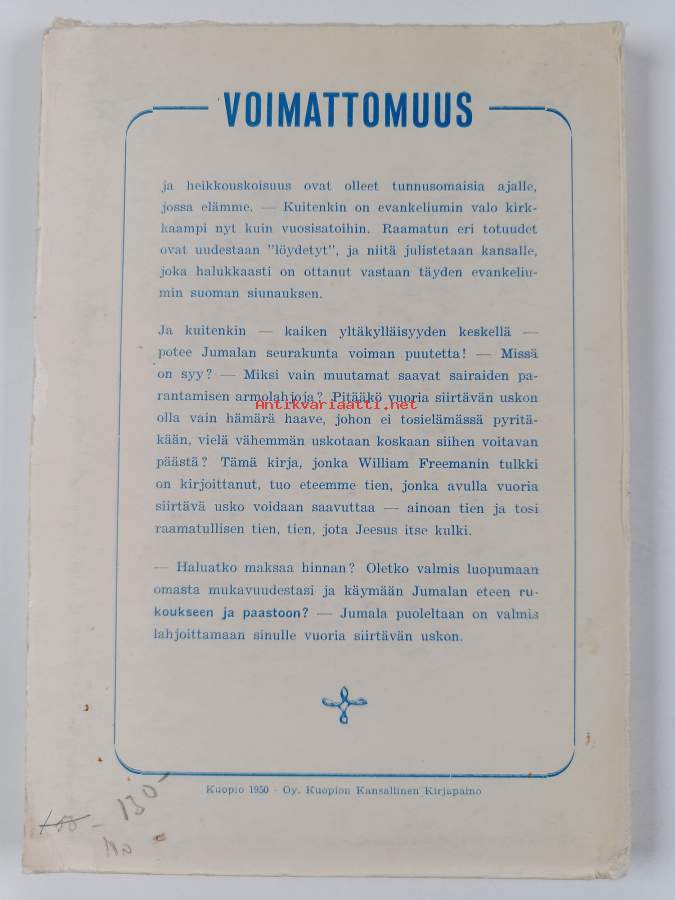 VOIMATTOMUUS
ja heikkouskoisuus ovat olleet tunnusomaisia ajalle,
jossa elämme. — Kuitenkin on evankeliumin valo kirk-
kaampi nyt kuin vuosisatoihin. Raamatun eri totuudet
ovat uudestaan "löydetyt", ja niitä julistetaan kansalle,
joka halukkaasti on ottanut vastaan täyden evankeliu-
min suoman siunauksen.
Ja kuitenkin — kaiken yltäkylläisyyden keskellä —
potee Jumalan seurakunta voiman puutetta! — Missä
on syy? — Miksi vain muutamat saavat sairaiden pa-
rantamisen armolahjoja? Pitääkö vuoria siirtävän uskon
Antikvariaatti.net
olla vain hämärä haave, johon ei tosielämässä pyritä-
kään, vielä vähemmän uskotaan koskaan siihen voitavan
päästä? Tämä kirja, jonka William Freemanin tulkki
on kirjoittanut, tuo eteemme tien, jonka avulla vuoria
siirtävä usko voidaan saavuttaa — ainoan tien ja tosi
raamatullisen tien, tien, jota Jeesus itse kulki.
— Haluatko maksaa hinnan? Oletko valmis luopumaan
omasta mukavuudestasi ja käymään Jumalan eteen ru-
koukseen ja paastoon? — Jumala puoleltaan on valmis
lahjoittamaan sinulle vuoria siirtävän uskon.
Kuopio 1950 - Oy. Kuopion Kansallinen Kirjapaino
130-